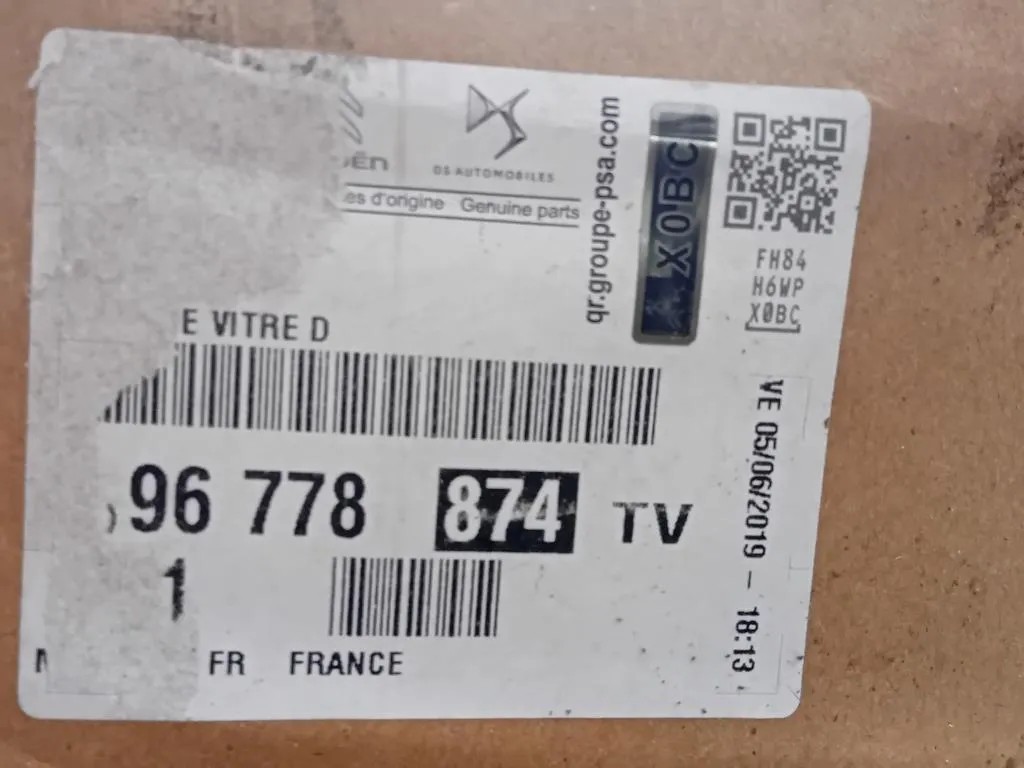 ËN
DS AUTOMOBILES
es d'origine Genuine parts
qr.groupe-psa.com
X0BC
FH84
H6WP
X0BC
E VITRE D
96 778 874 TV
1
FR FRANCE
VE 05/06/2019 - 18:13